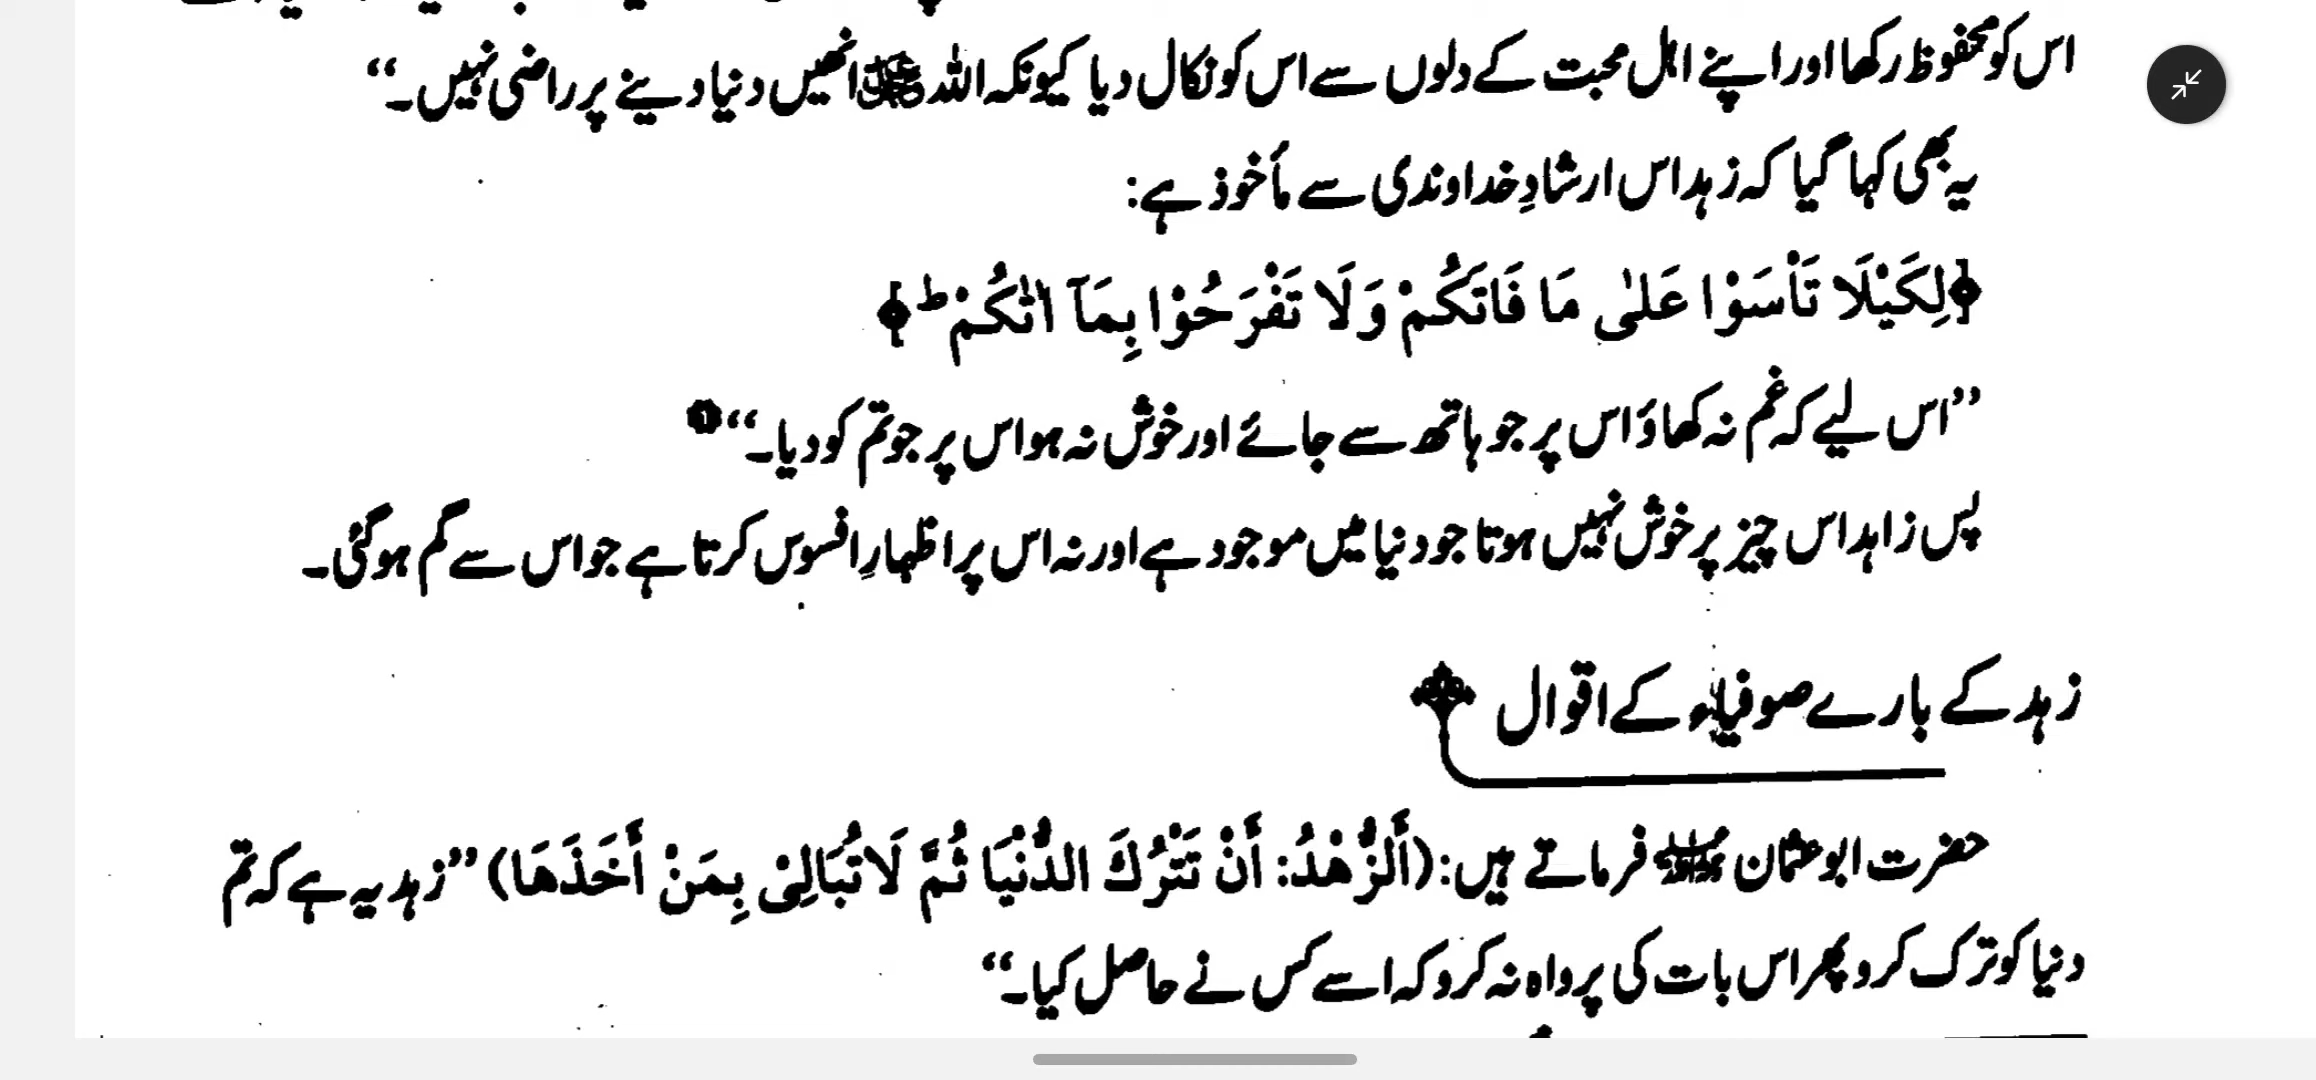 اس کو محفوظ رکھا اور اپنے اہل محبت کے دلوں سے اس کو نکال دیا کیونکہ اللہ ﷻ انھیں دنیا دینے پر راضی نہیں۔“
یہ بھی کہا گیا کہ زہد اس ارشادِ خداوندی سے مأخوذ ہے:
﴿لِكَيْلَا تَأْسَوْا عَلٰى مَا فَاتَكُمْ وَلَا تَفْرَحُوْا بِمَآ اٰتٰكُمْ ؕ﴾
”اس لیے کہ غم نہ کھاؤ اس پر جو ہاتھ سے جائے اور خوش نہ ہو اس پر جو تم کو دیا۔“ ❶
پس زاہد اس چیز پر خوش نہیں ہوتا جو دنیا میں موجود ہے اور نہ اس پر اظہارِ افسوس کرتا ہے جو اس سے گم ہوگئی۔
زہد کے بارے صوفیاء کے اقوال
حضرت ابو عثمان رحمۃ اللہ علیہ فرماتے ہیں: (أَلزُّهْدُ: أَنْ تَتْرُكَ الدُّنْيَا ثُمَّ لَا تُبَالِيْ بِمَنْ أَخَذَهَا) ”زہد یہ ہے کہ تم
دنیا کو ترک کرو پھر اس بات کی پرواہ نہ کرو کہ اسے کس نے حاصل کیا۔“